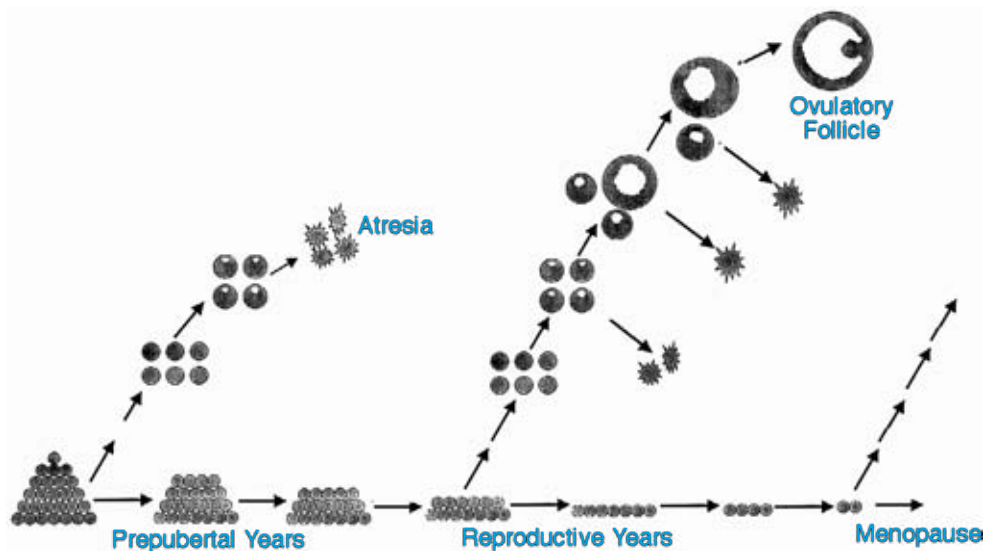 Ovulatory
Follicle
Atresia
Prepubertal Years
Reproductive Years
Menopause